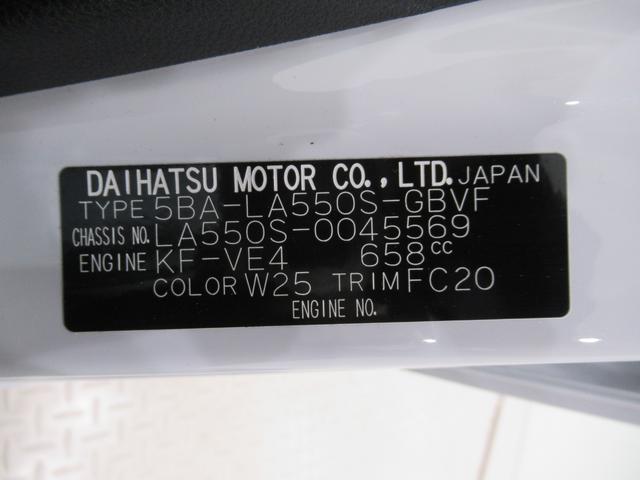 DAIHATSU MOTOR CO., LTD. JAPAN
TYPE 5BA-LA550S-GBVF
CHASSIS NO. LA550S-0045569
ENGINE KF-VE4 658cc
COLOR W25 TRIM FC20
ENGINE NO.